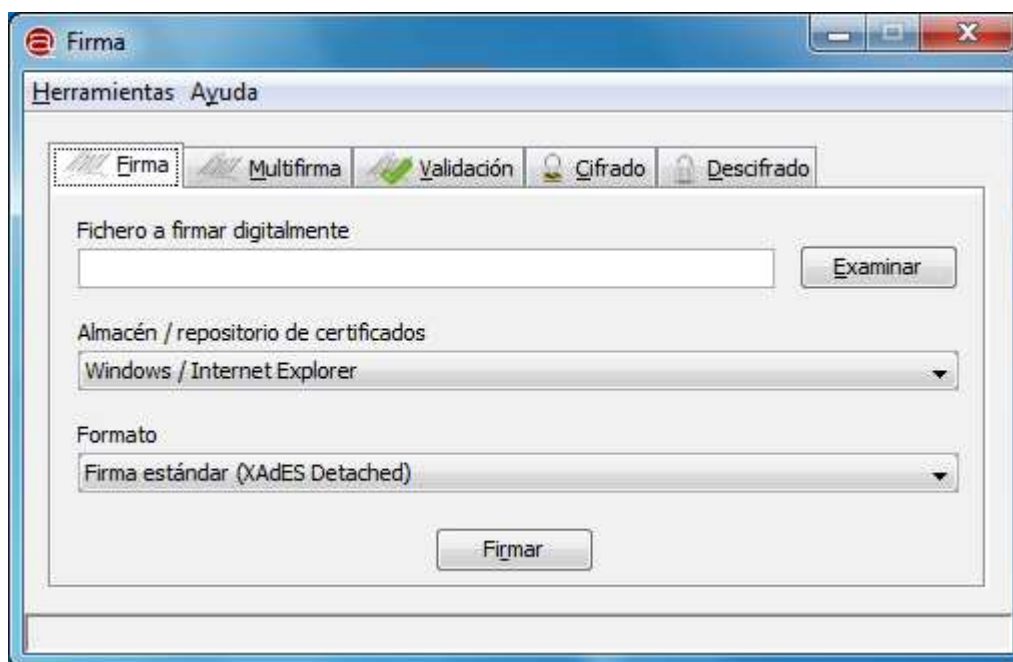 Firma
Herramientas Ayuda
Firma Multifirma Validación Cifrado Descifrado
Fichero a firmar digitalmente
Examinar
Almacén / repositorio de certificados
Windows / Internet Explorer
Formato
Firma estándar (XAdES Detached)
Firmar